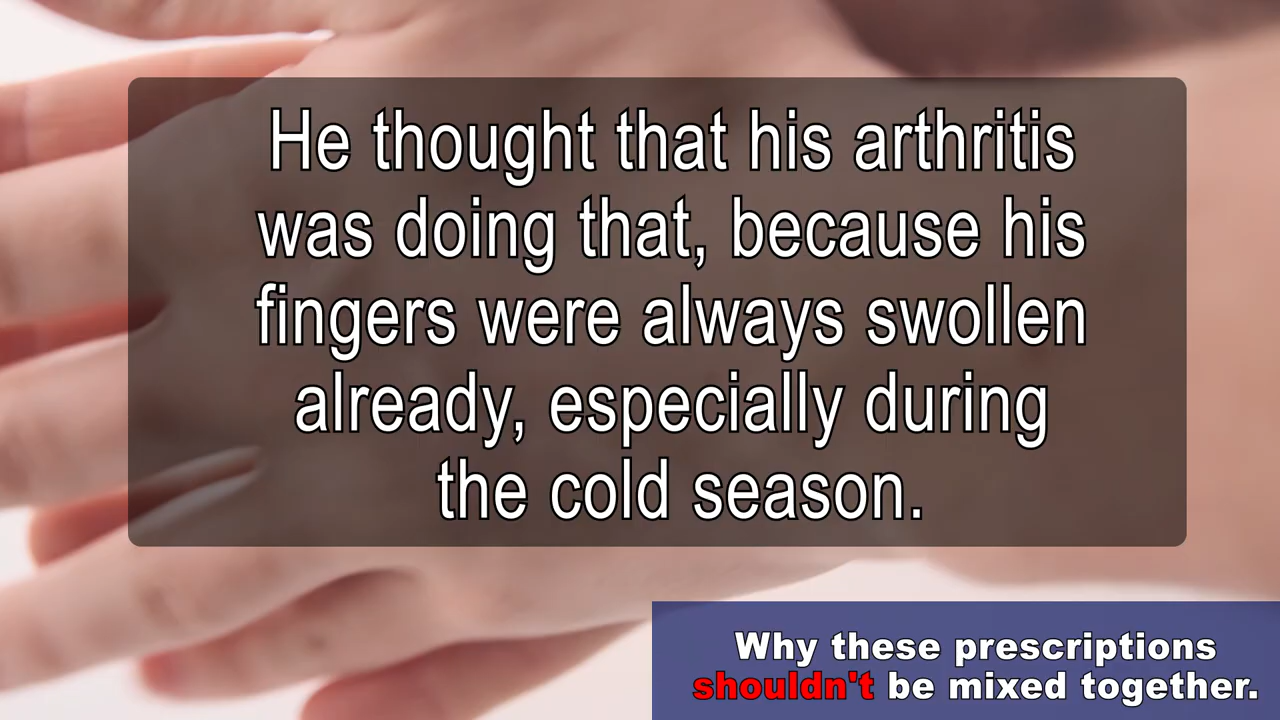 He thought that his arthritis
was doing that, because his
fingers were always swollen
already, especially during
the cold season.
Why these prescriptions
shouldn't be mixed together.